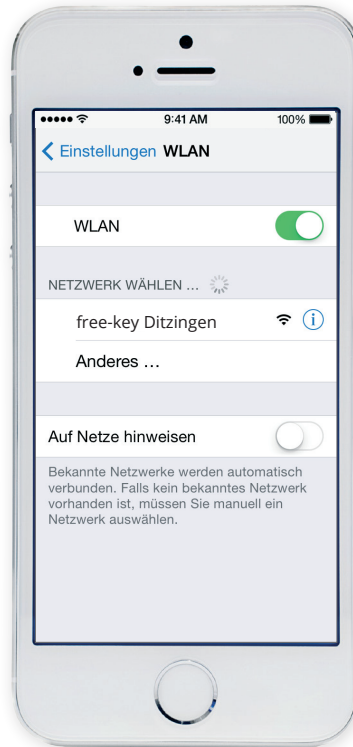 9:41 AM 100%
Einstellungen WLAN
WLAN
NETZWERK WÄHLEN ...
free-key Ditzingen
Anderes ...
Auf Netze hinweisen
Bekannte Netzwerke werden automatisch
verbunden. Falls kein bekanntes Netzwerk
vorhanden ist, müssen Sie manuell ein
Netzwerk auswählen.